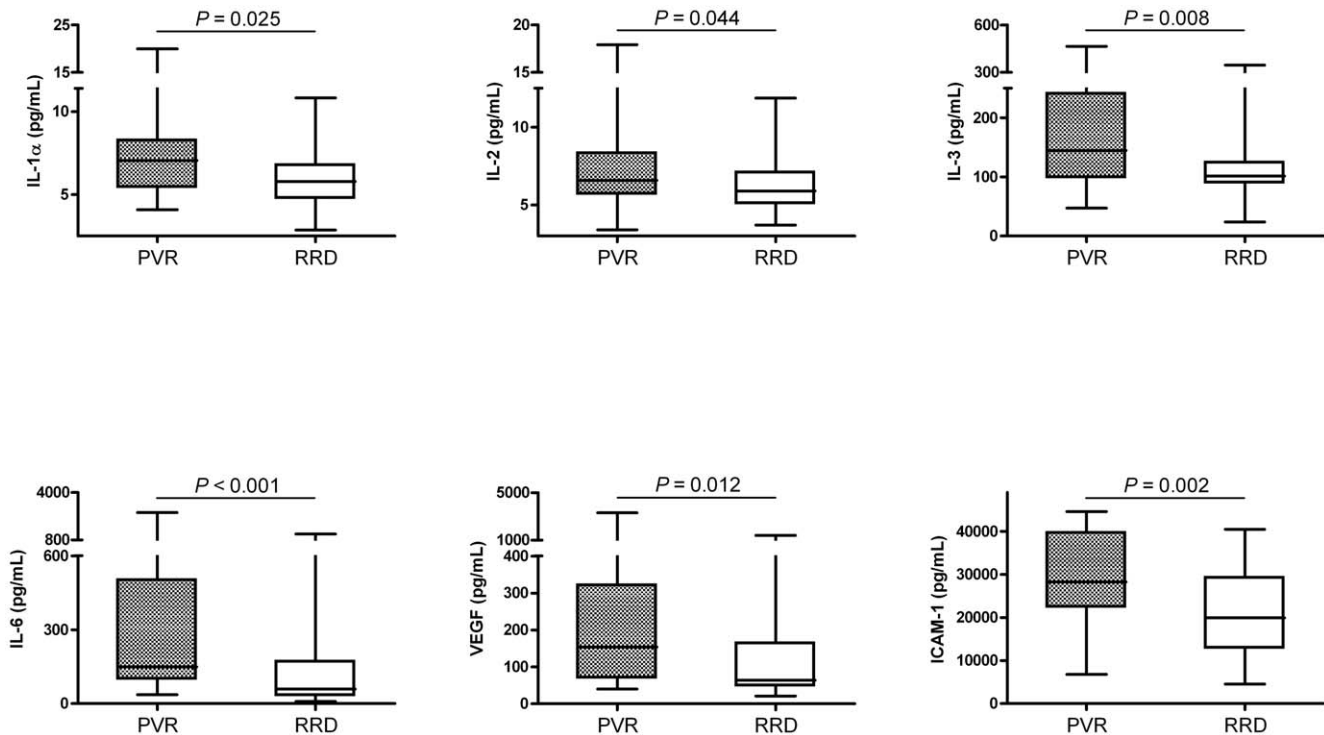 P = 0.025
25
15
10
5
IL-1α (pg/mL)
PVR RRD
P = 0.044
20
15
10
5
IL-2 (pg/mL)
PVR RRD
P = 0.008
600
300
200
100
0
IL-3 (pg/mL)
PVR RRD
P < 0.001
4000
800
600
300
0
IL-6 (pg/mL)
PVR RRD
P = 0.012
5000
1000
400
300
200
100
0
VEGF (pg/mL)
PVR RRD
P = 0.002
40000
30000
20000
10000
0
ICAM-1 (pg/mL)
PVR RRD